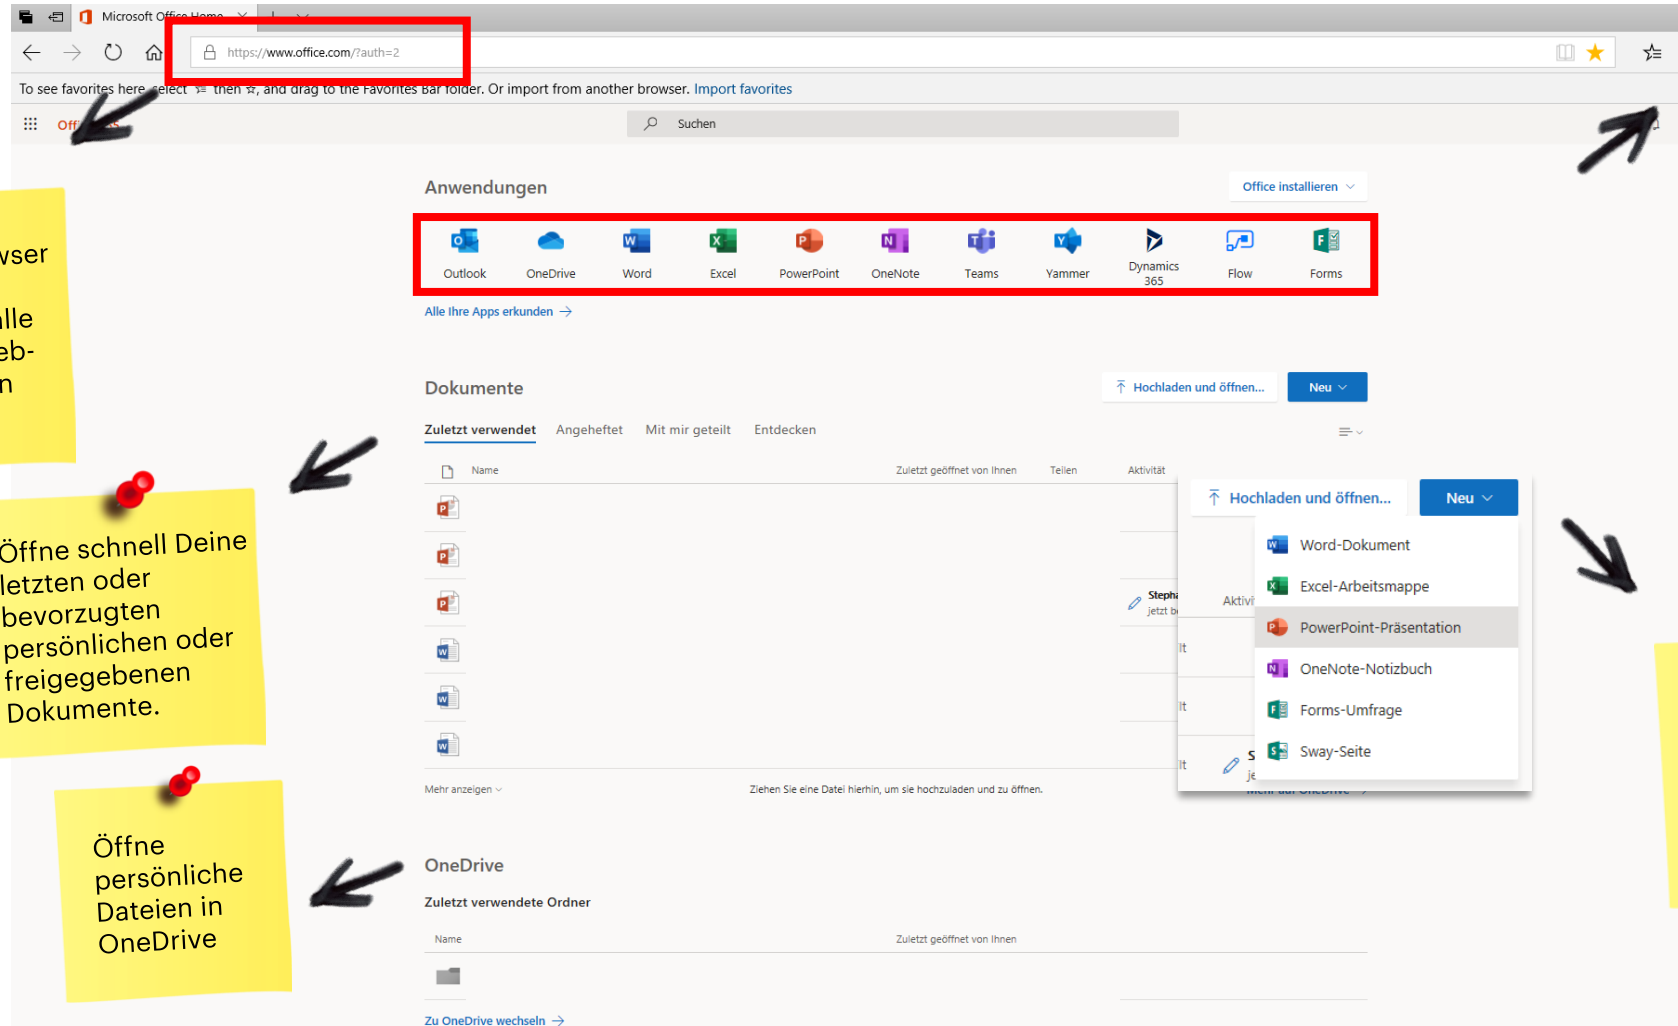 Microsoft Office Home
https://www.office.com/?auth=2
To see favorites here, select then ☆, and drag to the Favorites Bar folder. Or import from another browser. Import favorites
Suchen
Anwendungen
Office installieren
Outlook
OneDrive
Word
Excel
PowerPoint
OneNote
Teams
Yammer
Dynamics
365
Flow
Forms
Alle Ihre Apps erkunden →
Dokumente
Hochladen und öffnen...
Neu
Zuletzt verwendet
Angeheftet
Mit mir geteilt
Entdecken
Name
Zuletzt geöffnet von Ihnen
Teilen
Aktivität
Hochladen und öffnen...
Neu
Word-Dokument
Excel-Arbeitsmappe
PowerPoint-Präsentation
OneNote-Notizbuch
Forms-Umfrage
Sway-Seite
jetzt
Mehr anzeigen
Ziehen Sie eine Datei hierhin, um sie hochzuladen und zu öffnen.
OneDrive
Zuletzt verwendete Ordner
Name
Zuletzt geöffnet von Ihnen
Zu OneDrive wechseln →
Öffne schnell Deine
letzten oder
bevorzugten
persönlichen oder
freigegebenen
Dokumente.
Öffne
persönliche
Dateien in
OneDrive